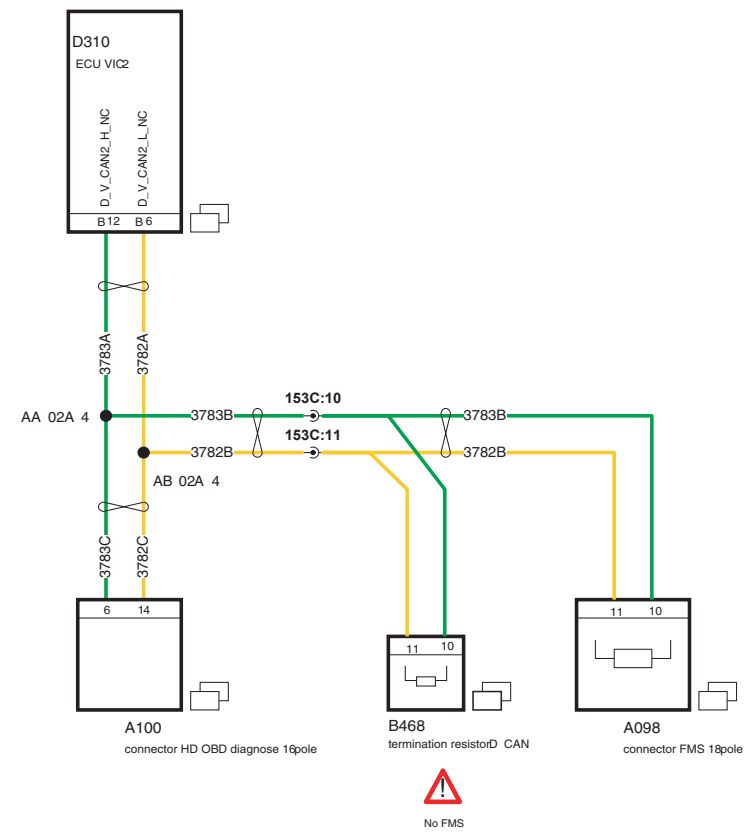 D310
ECU VIC2
D_V_CAN2_H_NC
D_V_CAN2_L_NC
B 12 B 6
3783A
3782A
AA 02A 4
3783B
153C:10
3783B
3782B
153C:11
3782B
AB 02A 4
3783C
3782C
6 14
11 10
11 10
A100
connector HD OBD diagnose 16pole
B468
termination resistorD CAN
A098
connector FMS 18pole
!
No FMS